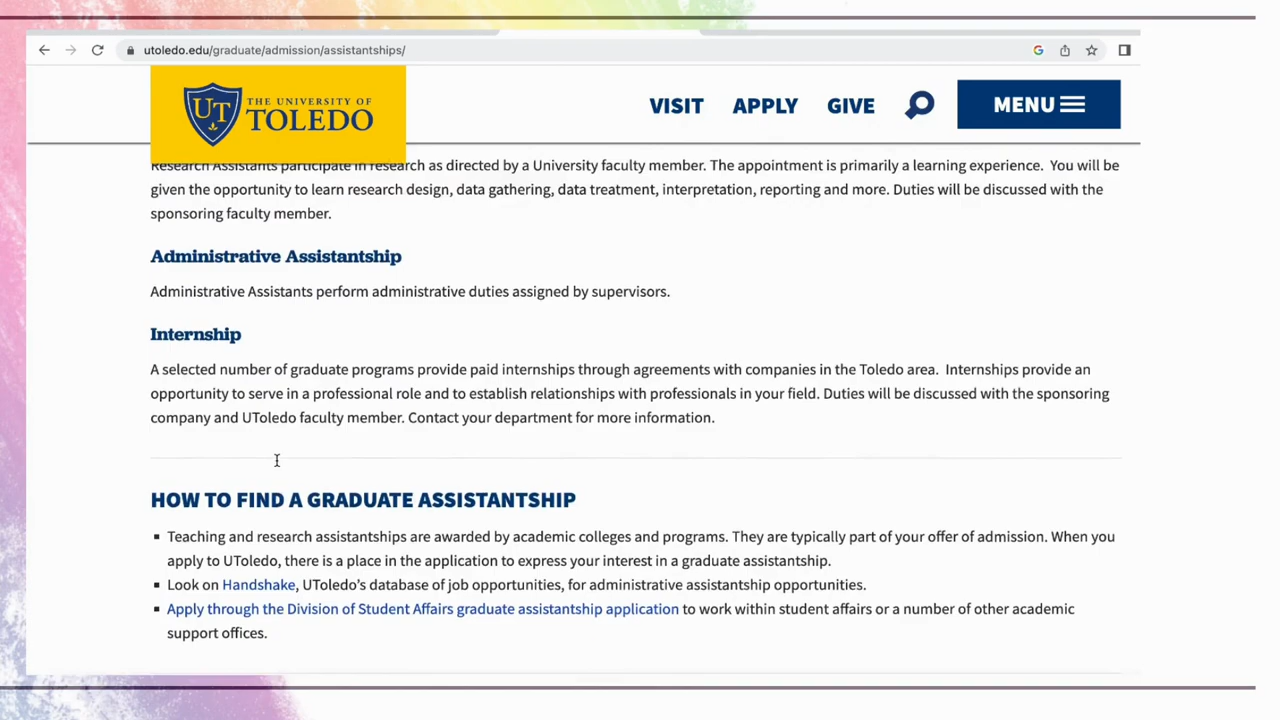 utoledo.edu/graduate/admission/assistantships/
UT THE UNIVERSITY OF
TOLEDO
VISIT APPLY GIVE MENU
Research Assistants participate in research as directed by a University faculty member. The appointment is primarily a learning experience. You will be
given the opportunity to learn research design, data gathering, data treatment, interpretation, reporting and more. Duties will be discussed with the
sponsoring faculty member.
Administrative Assistantship
Administrative Assistants perform administrative duties assigned by supervisors.
Internship
A selected number of graduate programs provide paid internships through agreements with companies in the Toledo area. Internships provide an
opportunity to serve in a professional role and to establish relationships with professionals in your field. Duties will be discussed with the sponsoring
company and UToledo faculty member. Contact your department for more information.
HOW TO FIND A GRADUATE ASSISTANTSHIP
▪ Teaching and research assistantships are awarded by academic colleges and programs. They are typically part of your offer of admission. When you
apply to UToledo, there is a place in the application to express your interest in a graduate assistantship.
▪ Look on Handshake, UToledo's database of job opportunities, for administrative assistantship opportunities.
▪ Apply through the Division of Student Affairs graduate assistantship application to work within student affairs or a number of other academic
support offices.